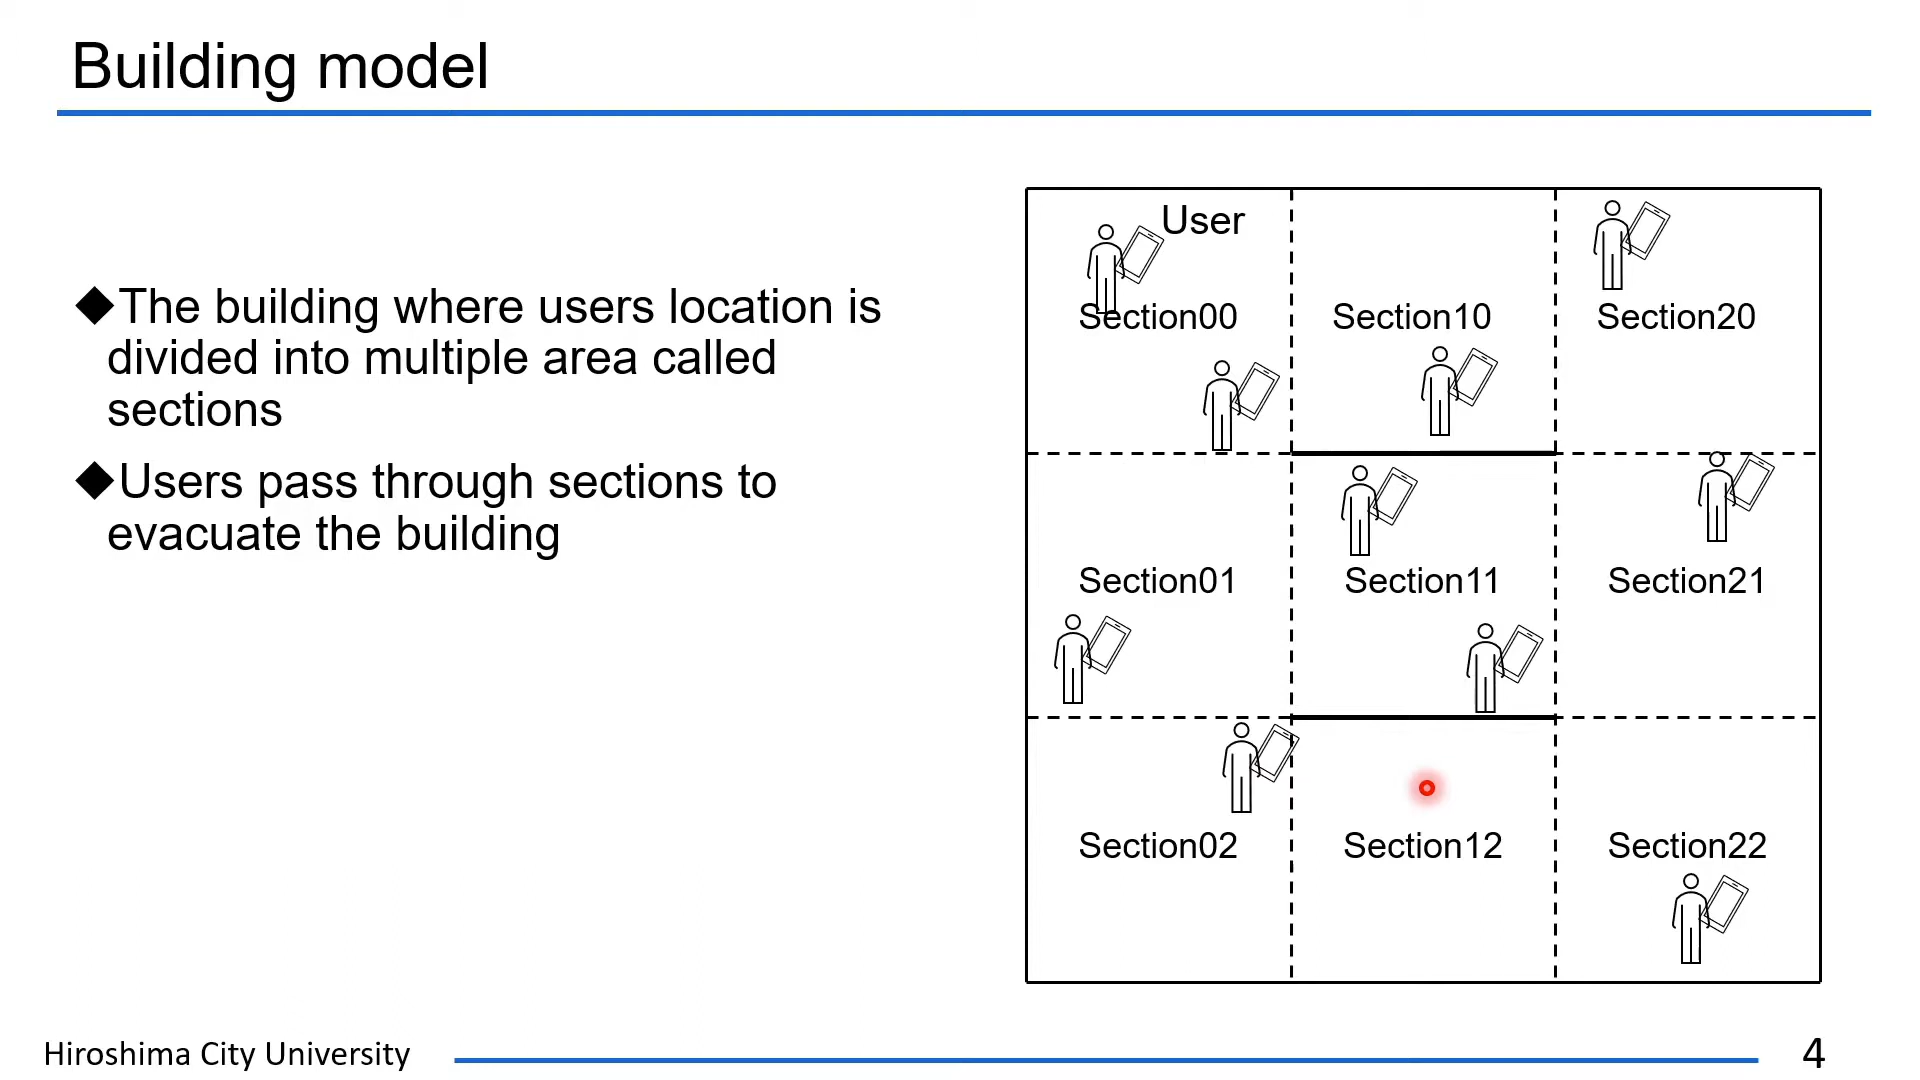 Building model
◆The building where users location is
divided into multiple area called
sections
◆Users pass through sections to
evacuate the building
User
Section00
Section10
Section20
Section01
Section11
Section21
Section02
Section12
Section22
Hiroshima City University
4